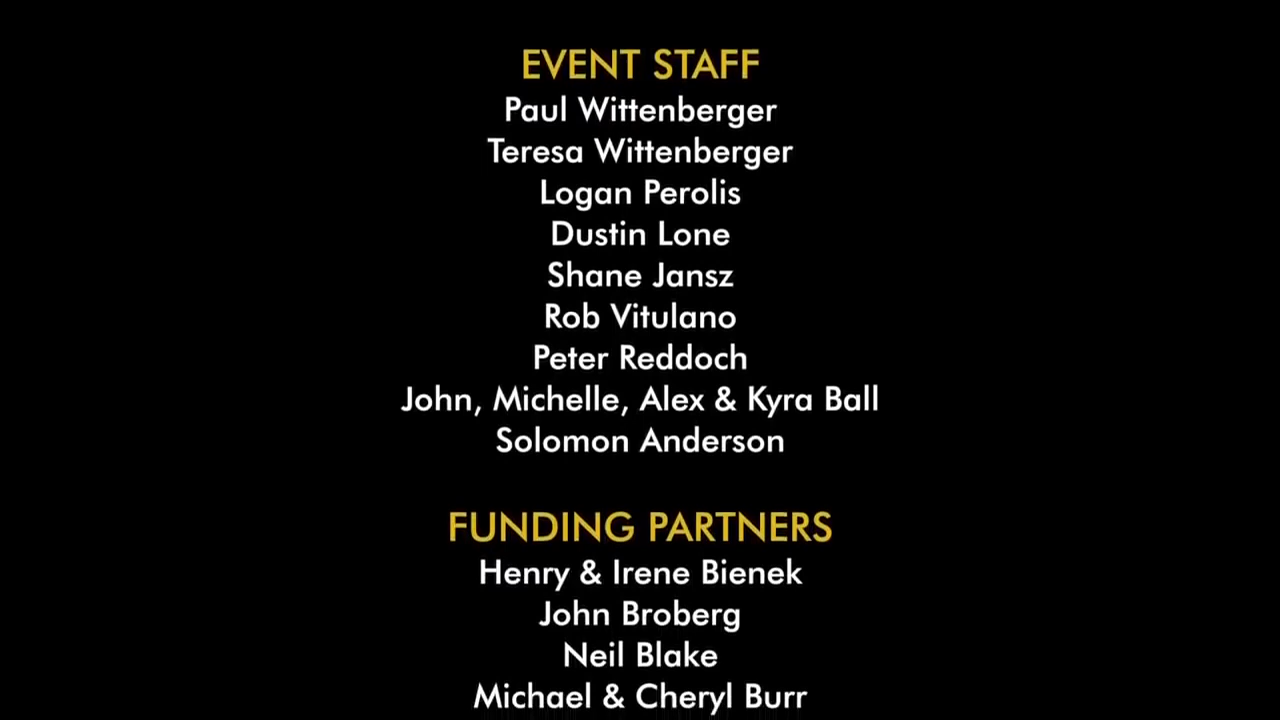 EVENT STAFF
Paul Wittenberger
Teresa Wittenberger
Logan Perolis
Dustin Lone
Shane Jansz
Rob Vitulano
Peter Reddoch
John, Michelle, Alex & Kyra Ball
Solomon Anderson
FUNDING PARTNERS
Henry & Irene Bienek
John Broberg
Neil Blake
Michael & Cheryl Burr